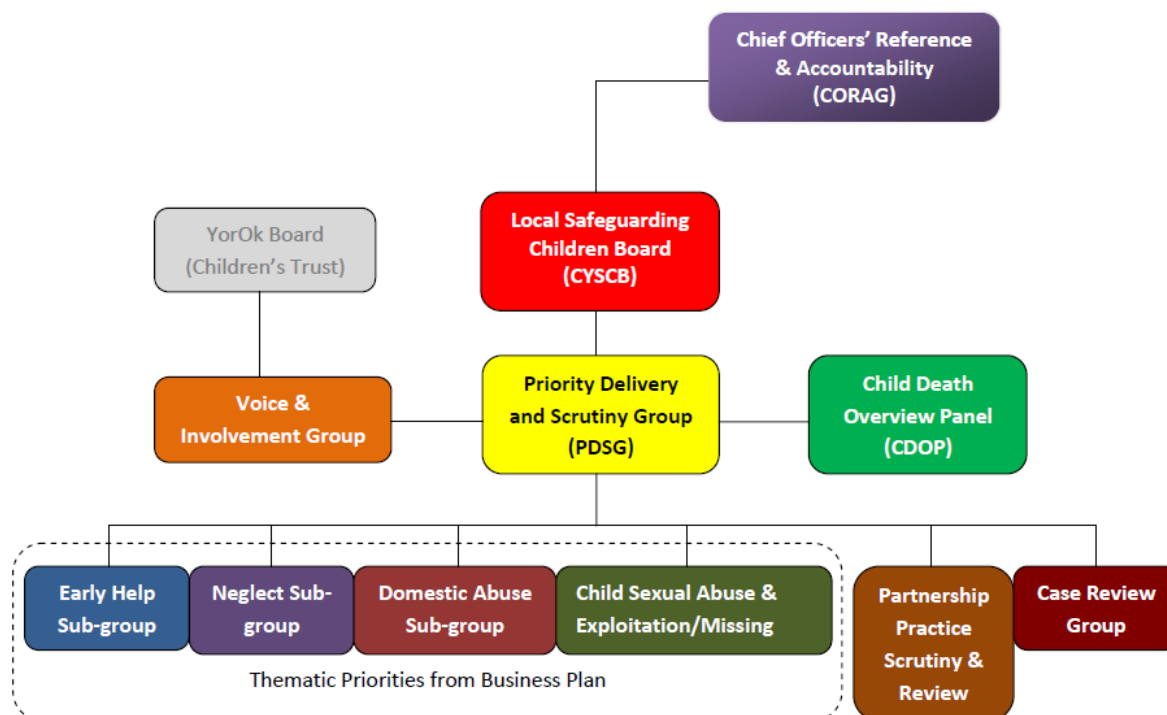 Chief Officers’ Reference
& Accountability
(CORAG)
Local Safeguarding
Children Board
(CYSCB)
YorOk Board
(Children’s Trust)
Voice &
Involvement Group
Priority Delivery
and Scrutiny Group
(PDSG)
Child Death
Overview Panel
(CDOP)
Early Help
Sub-group
Neglect Sub-
group
Domestic Abuse
Sub-group
Child Sexual Abuse &
Exploitation/Missing
Partnership
Practice
Scrutiny &
Review
Case Review
Group
Thematic Priorities from Business Plan